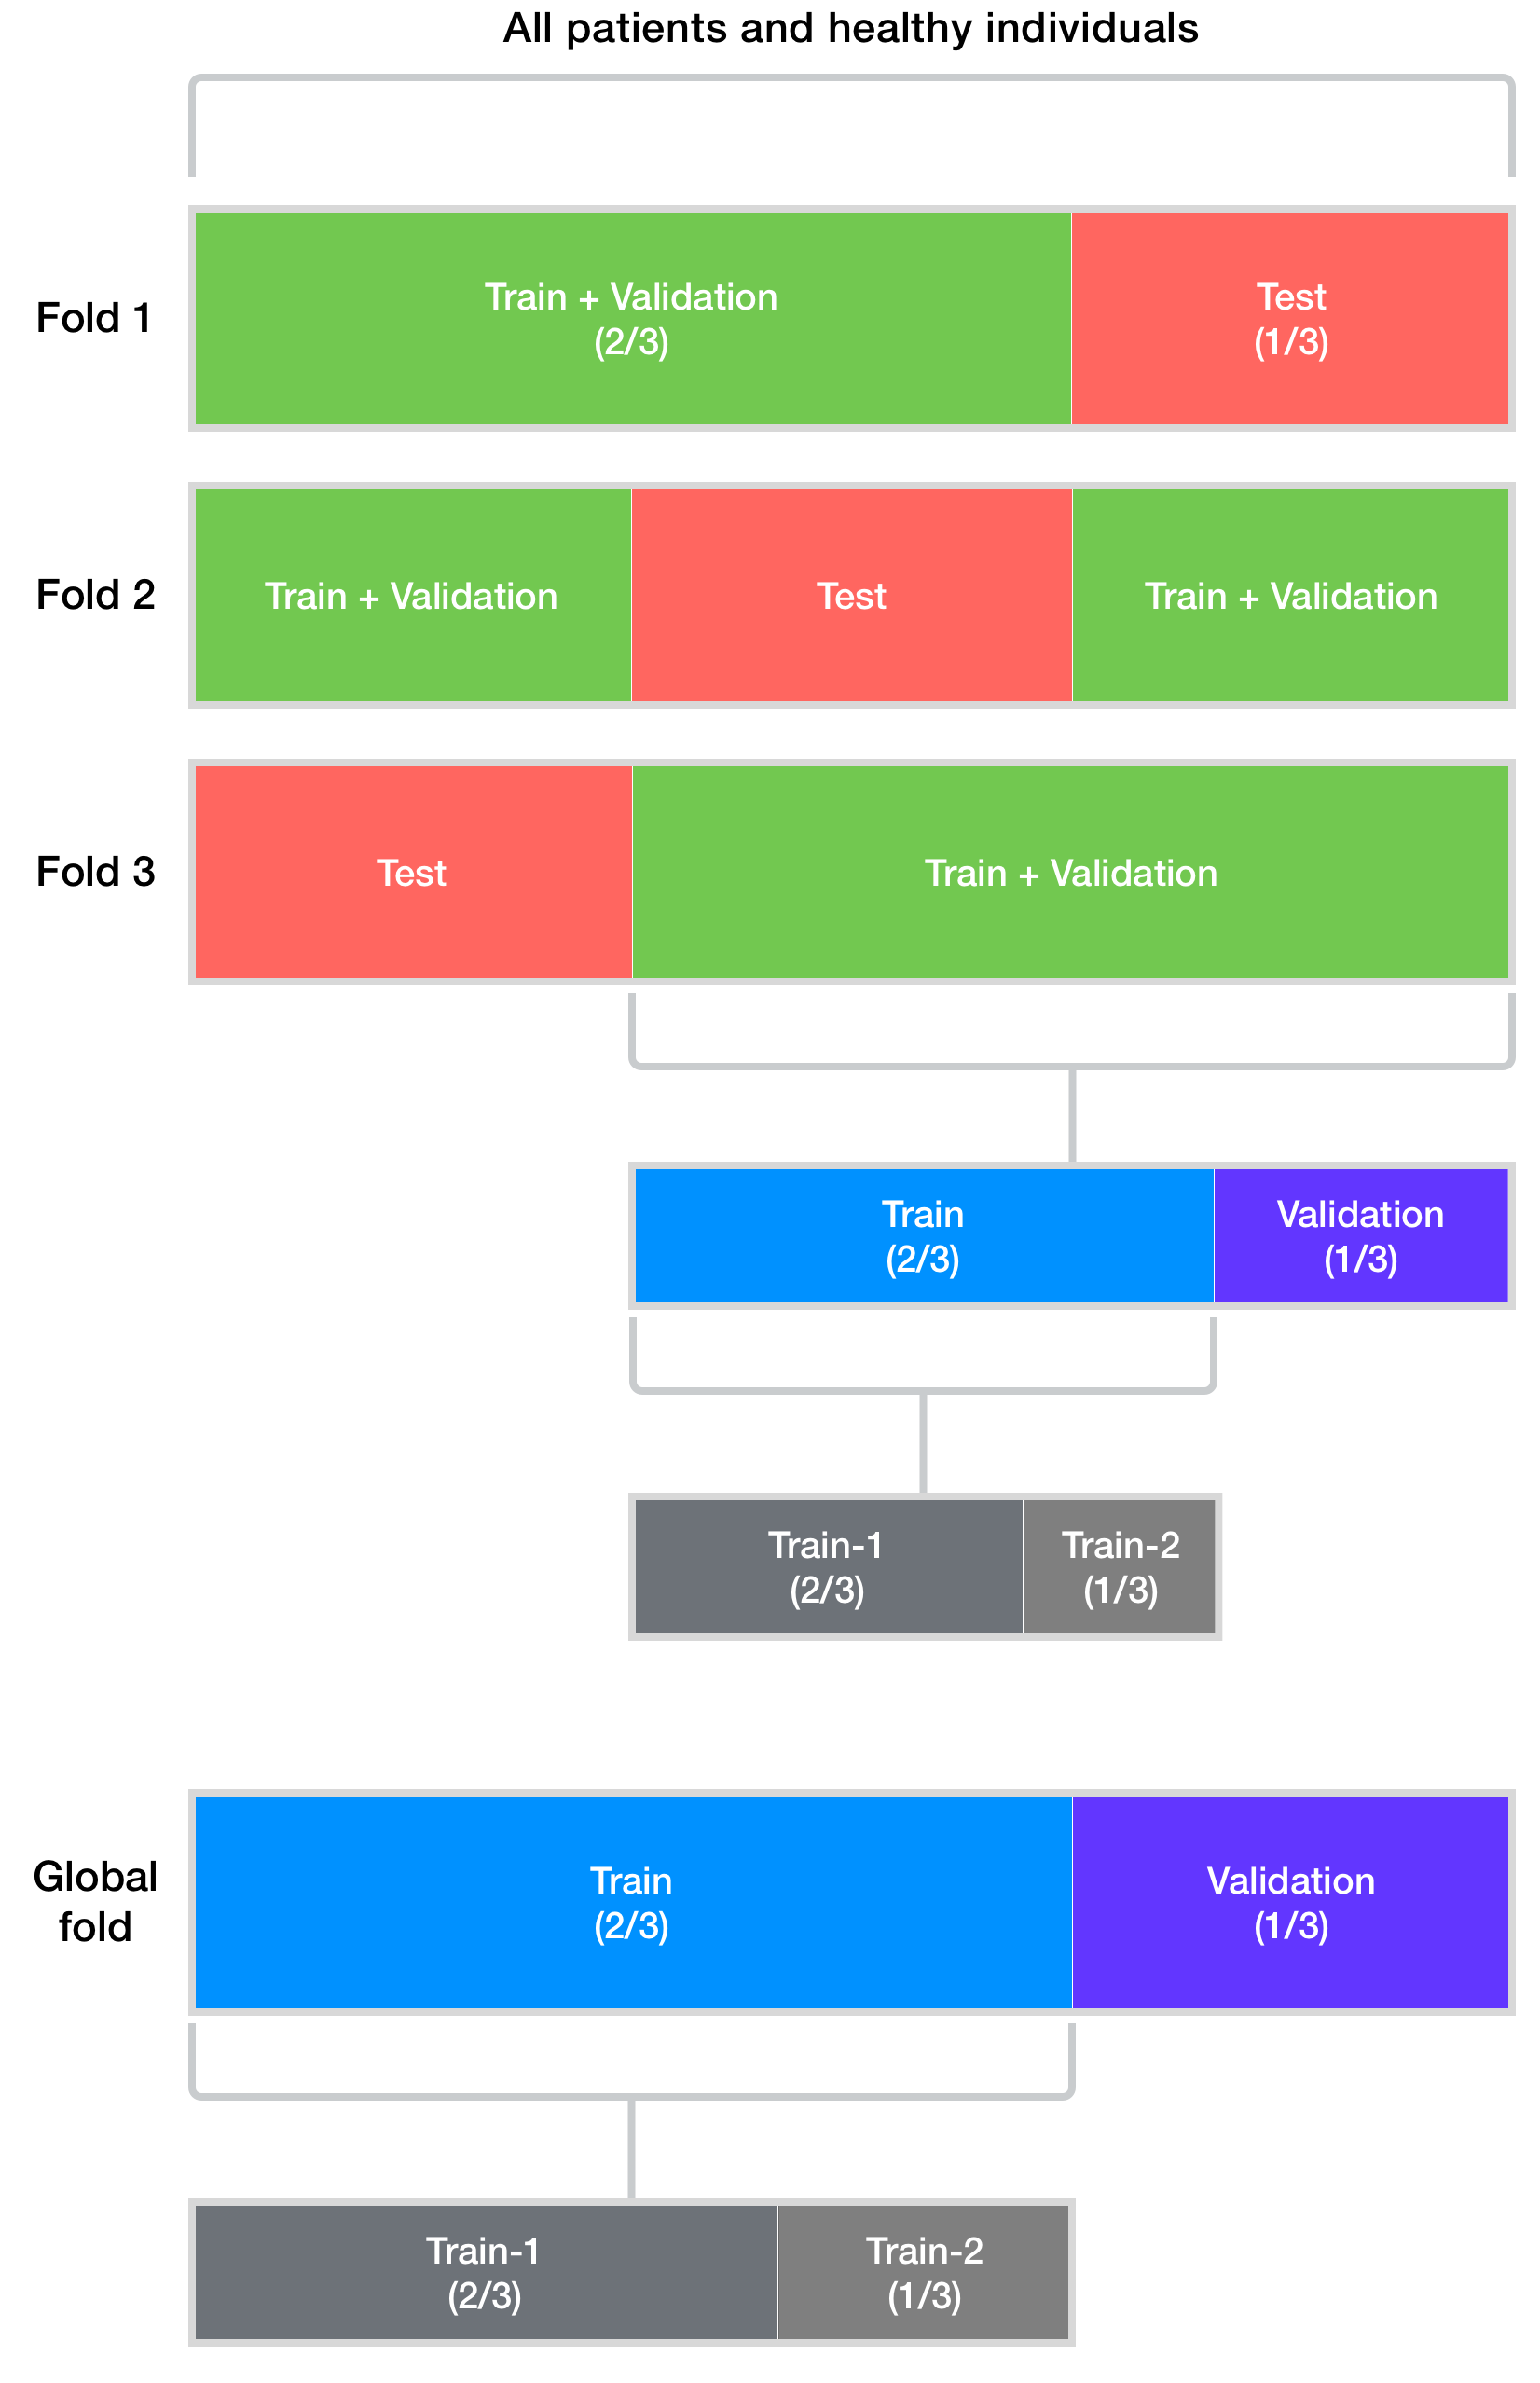 All patients and healthy individuals
Fold 1
Train + Validation
(2/3)
Test
(1/3)
Fold 2
Train + Validation
Test
Train + Validation
Fold 3
Test
Train + Validation
Train
(2/3)
Validation
(1/3)
Train-1
(2/3)
Train-2
(1/3)
Global
fold
Train
(2/3)
Validation
(1/3)
Train-1
(2/3)
Train-2
(1/3)